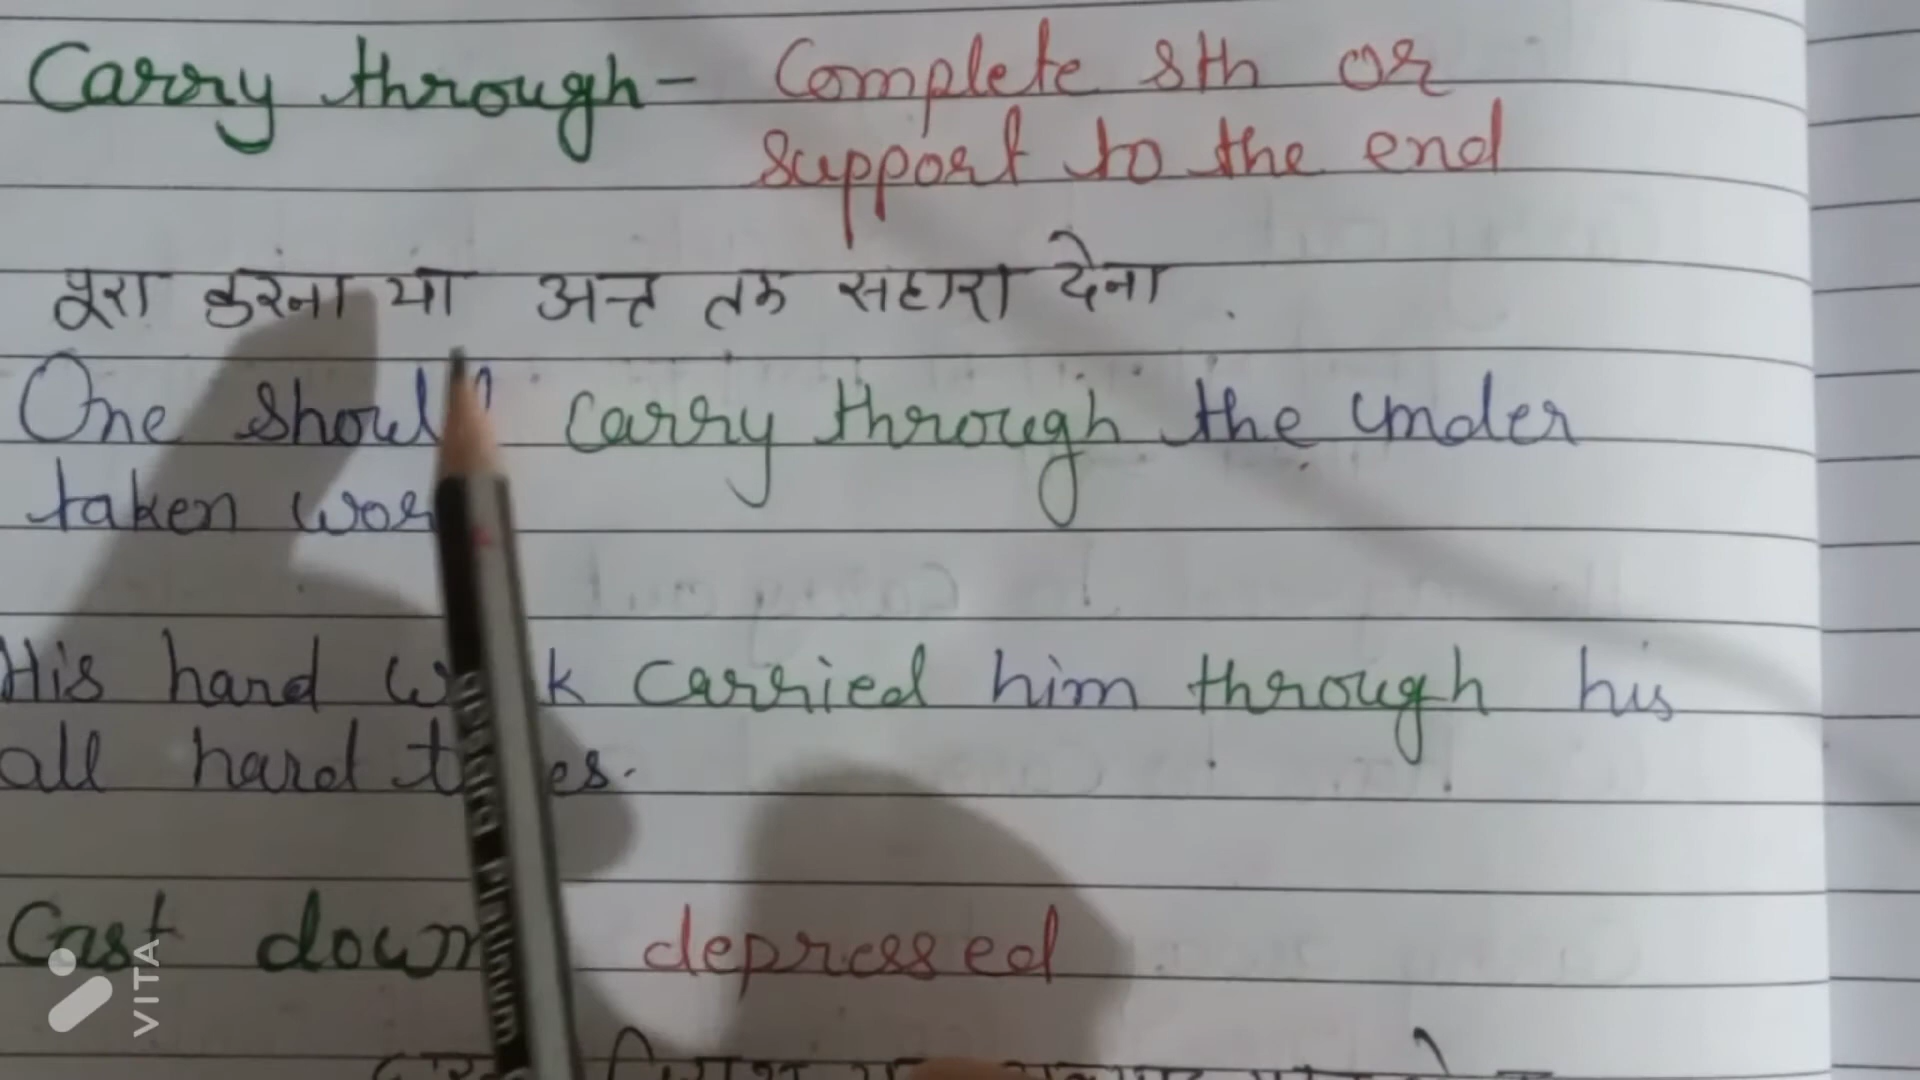 Carry through - Complete sth or
support to the end
पूरा करना या अन्त तक सहारा देना .
One should carry through the under
taken wor
His hard w k carried him through his
all hard t es.
Cast down depressed
VITA